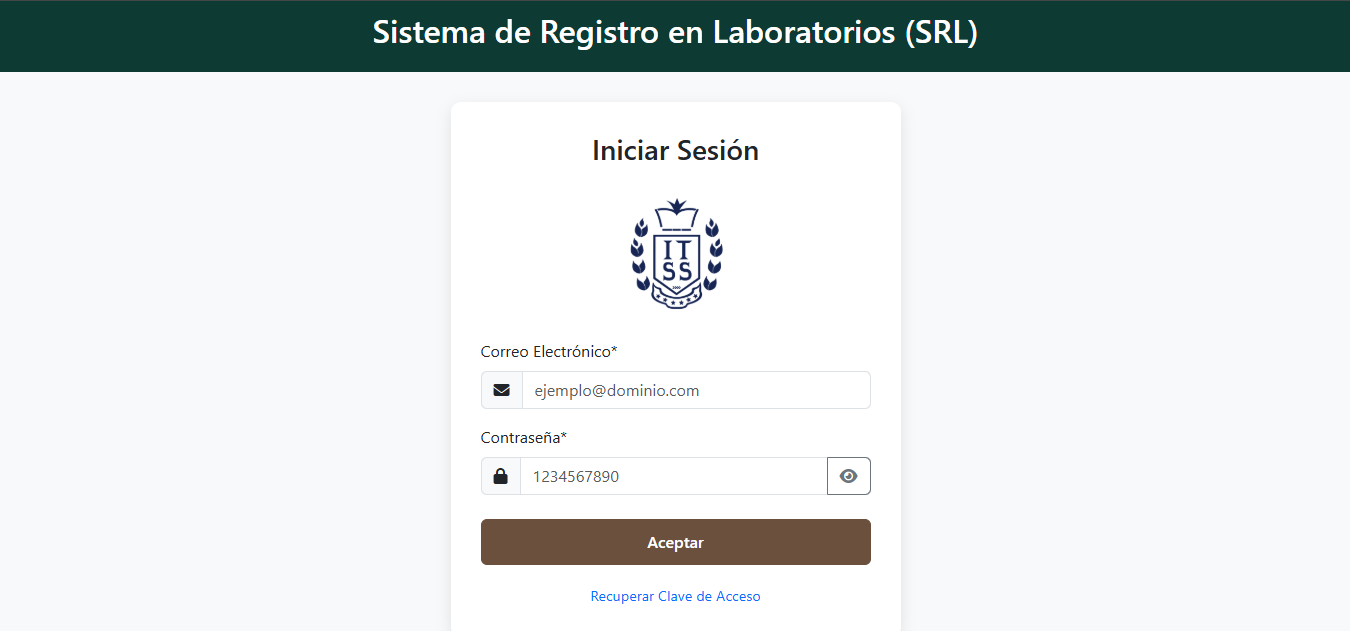 Sistema de Registro en Laboratorios (SRL)
Iniciar Sesión
IT
SS
Correo Electrónico*
ejemplo@dominio.com
Contraseña*
1234567890
Aceptar
Recuperar Clave de Acceso